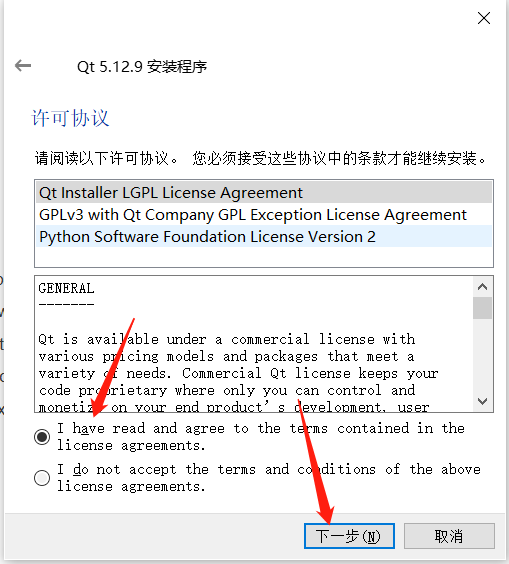 Qt 5.12.9 安装程序
许可协议
请阅读以下许可协议。 您必须接受这些协议中的条款才能继续安装。
Qt Installer LGPL License Agreement
GPLv3 with Qt Company GPL Exception License Agreement
Python Software Foundation License Version 2
GENERAL
-------
Qt is available under a commercial license with
various pricing models and packages that meet a
variety of needs. Commercial Qt license keeps your
code proprietary where only you can control and
monetize on your end product's development, user
I have read and agree to the terms contained in the
license agreements.
I do not accept the terms and conditions of the above
license agreements.
下一步(N)
取消